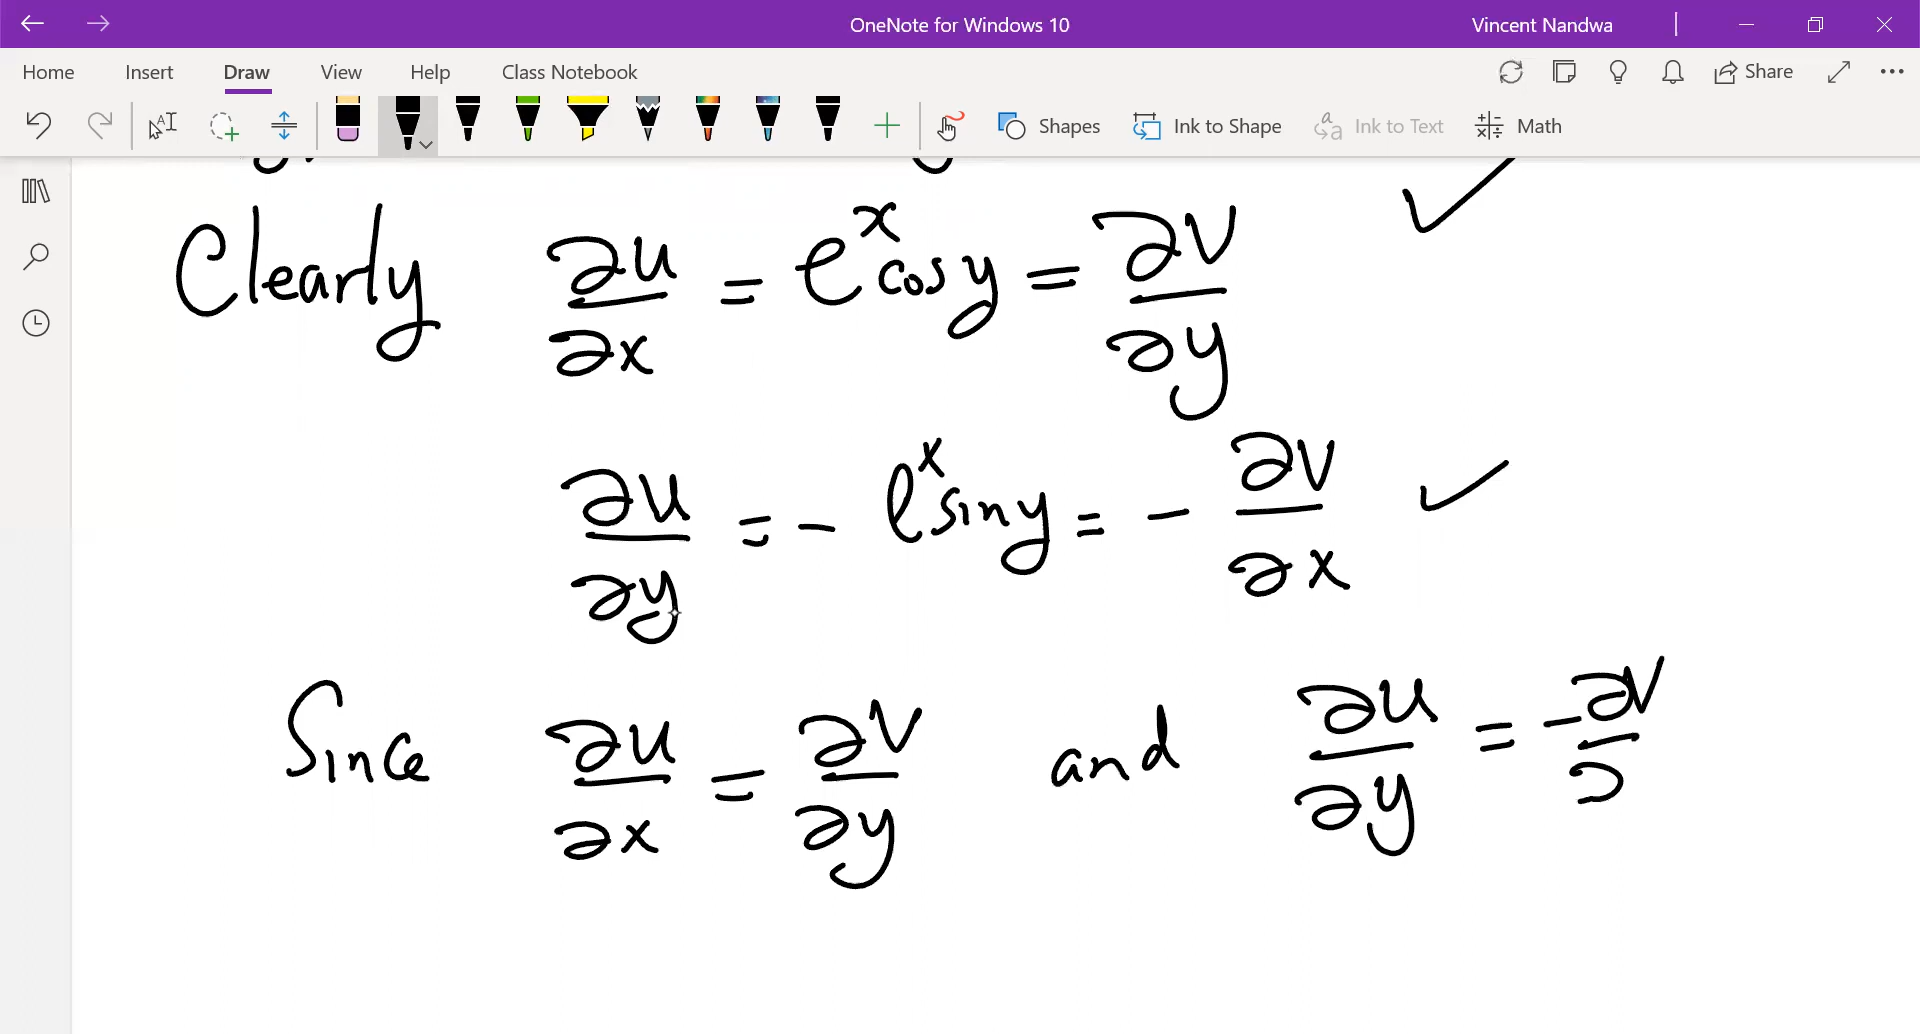 OneNote for Windows 10 Vincent Nandwa
Home Insert Draw View Help Class Notebook Share
Shapes Ink to Shape Ink to Text Math
Clearly ∂u/∂x = e^x cos y = ∂v/∂y
∂u/∂y = - e^x sin y = - ∂v/∂x
Since ∂u/∂x = ∂v/∂y and ∂u/∂y = -∂v/∂